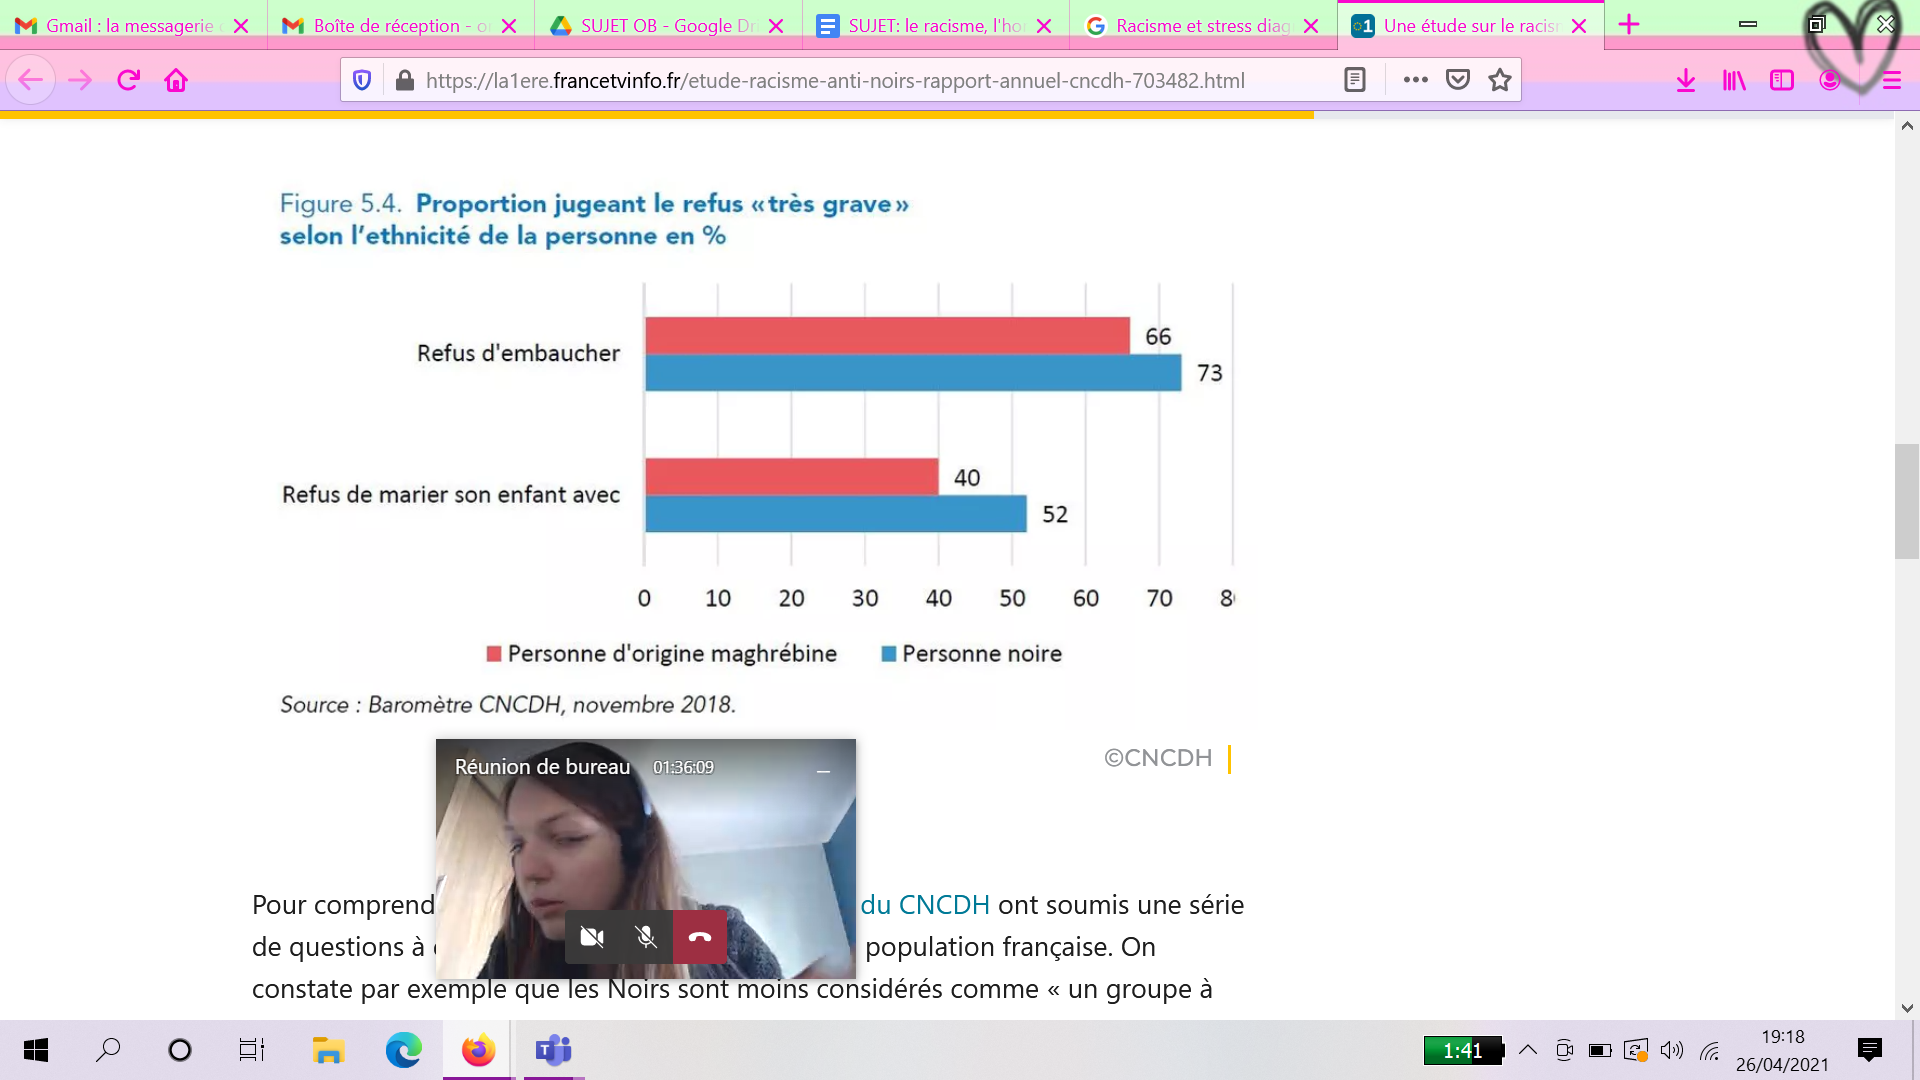 Gmail : la messagerie
Boîte de réception - o
SUJET OB - Google Dr
SUJET: le racisme, l'ho
Racisme et stress diag
Une étude sur le racis
https://la1ere.francetvinfo.fr/etude-racisme-anti-noirs-rapport-annuel-cncdh-703482.html
Figure 5.4. Proportion jugeant le refus «très grave»
selon l'ethnicité de la personne en %
Refus d'embaucher
66
73
Refus de marier son enfant avec
40
52
0 10 20 30 40 50 60 70 8
Personne d'origine maghrébine Personne noire
Source : Baromètre CNCDH, novembre 2018.
©CNCDH
Réunion de bureau 01:36:09
Pour comprend du CNCDH ont soumis une série
de questions à population française. On
constate par exemple que les Noirs sont moins considérés comme « un groupe à
1:41
19:18
26/04/2021